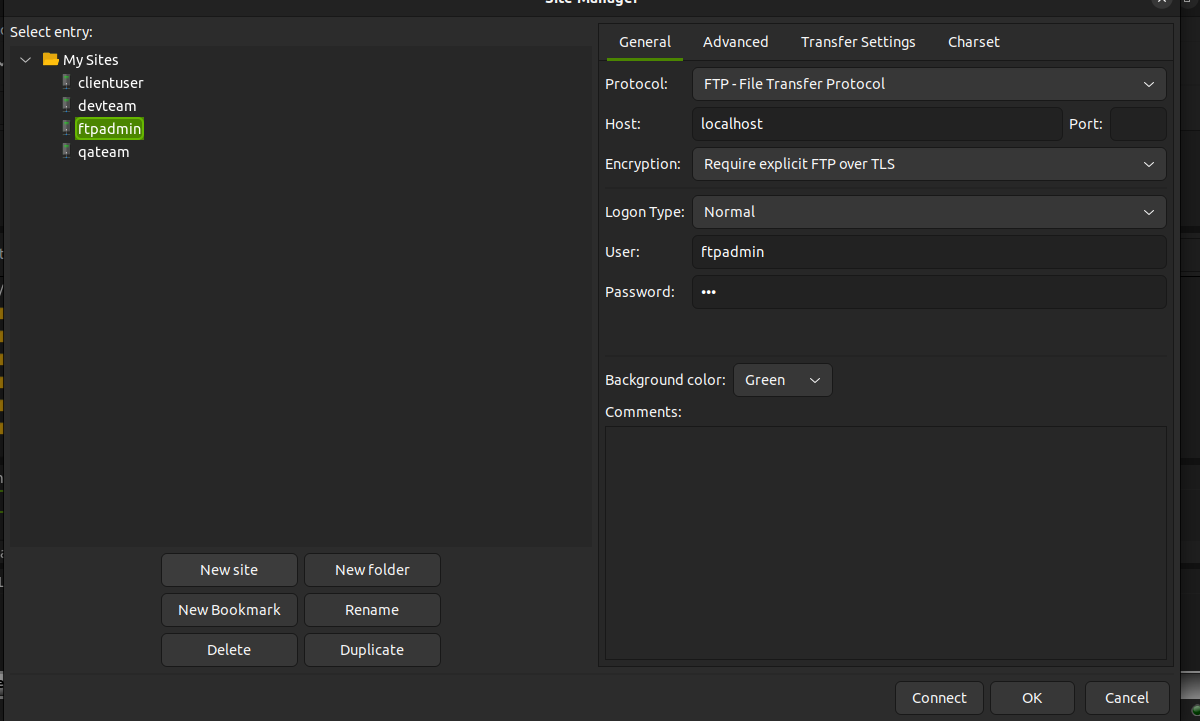 Site Manager
Select entry:
My Sites
clientuser
devteam
ftpadmin
qateam
New site
New folder
New Bookmark
Rename
Delete
Duplicate
General
Advanced
Transfer Settings
Charset
Protocol:
FTP - File Transfer Protocol
Host:
localhost
Port:
Encryption:
Require explicit FTP over TLS
Logon Type:
Normal
User:
ftpadmin
Password:
•••
Background color:
Green
Comments:
Connect
OK
Cancel